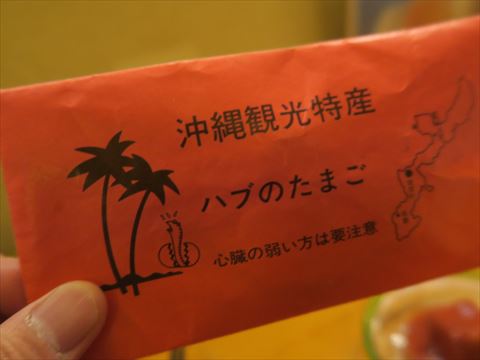 沖縄観光特産
ハブのたまご
心臓の弱い方は要注意